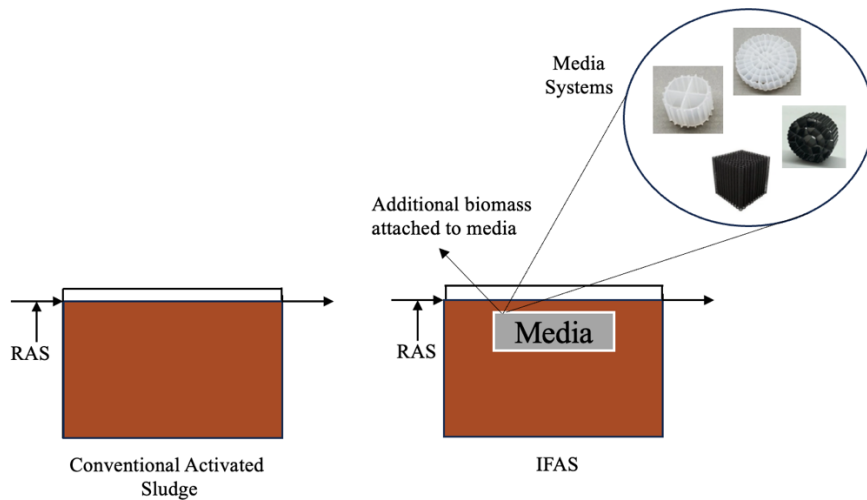 Media
Systems
Additional biomass
attached to media
RAS
RAS
Media
Conventional Activated
Sludge
IFAS